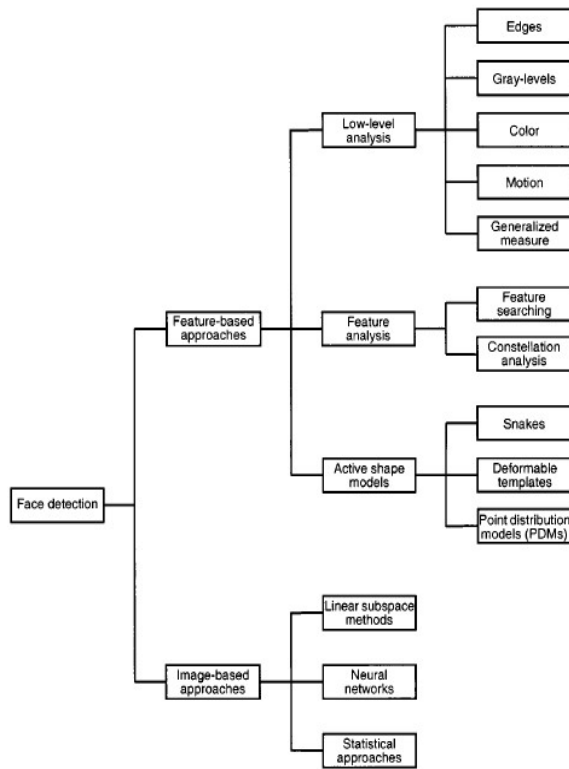 Edges
Gray-levels
Low-level
analysis
Color
Motion
Generalized
measure
Feature-based
approaches
Feature
analysis
Feature
searching
Constellation
analysis
Snakes
Active shape
models
Deformable
templates
Point distribution
models (PDMs)
Face detection
Linear subspace
methods
Image-based
approaches
Neural
networks
Statistical
approaches